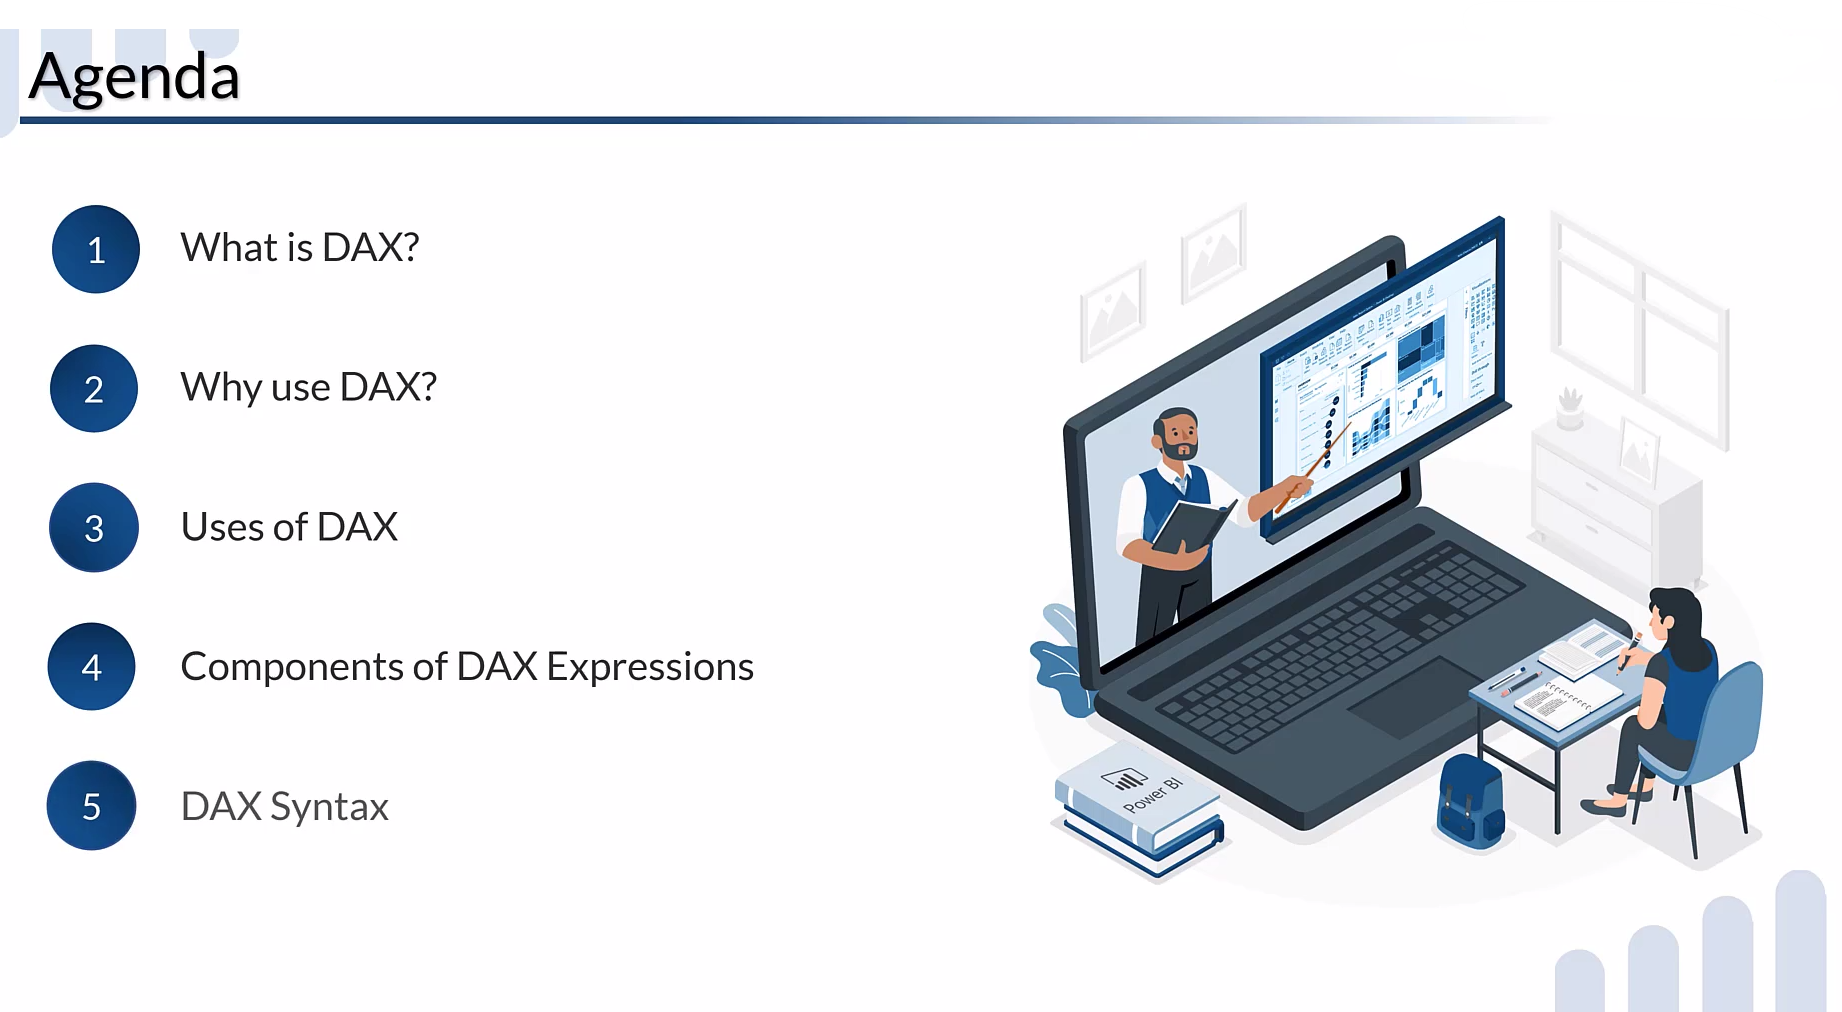 Agenda
1 What is DAX?
2 Why use DAX?
3 Uses of DAX
4 Components of DAX Expressions
5 DAX Syntax
Power BI